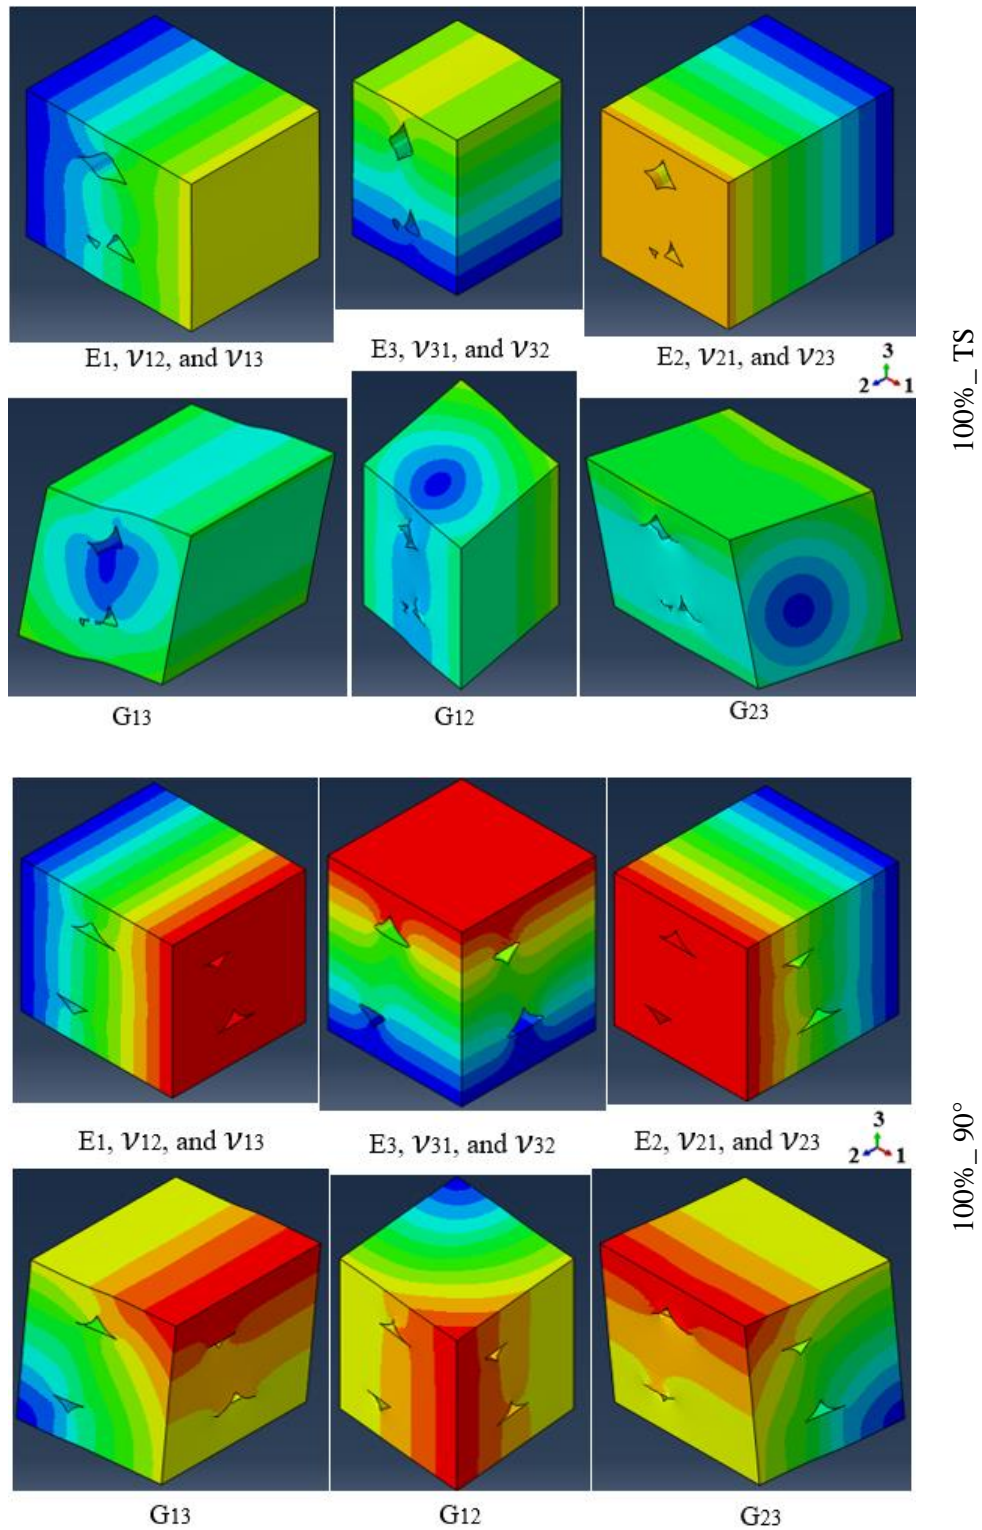 E1, ν12, and ν13
E3, ν31, and ν32
E2, ν21, and ν23
3
2 1
100%_ TS
G13
G12
G23
E1, ν12, and ν13
E3, ν31, and ν32
E2, ν21, and ν23
3
2 1
100%_ 90°
G13
G12
G23